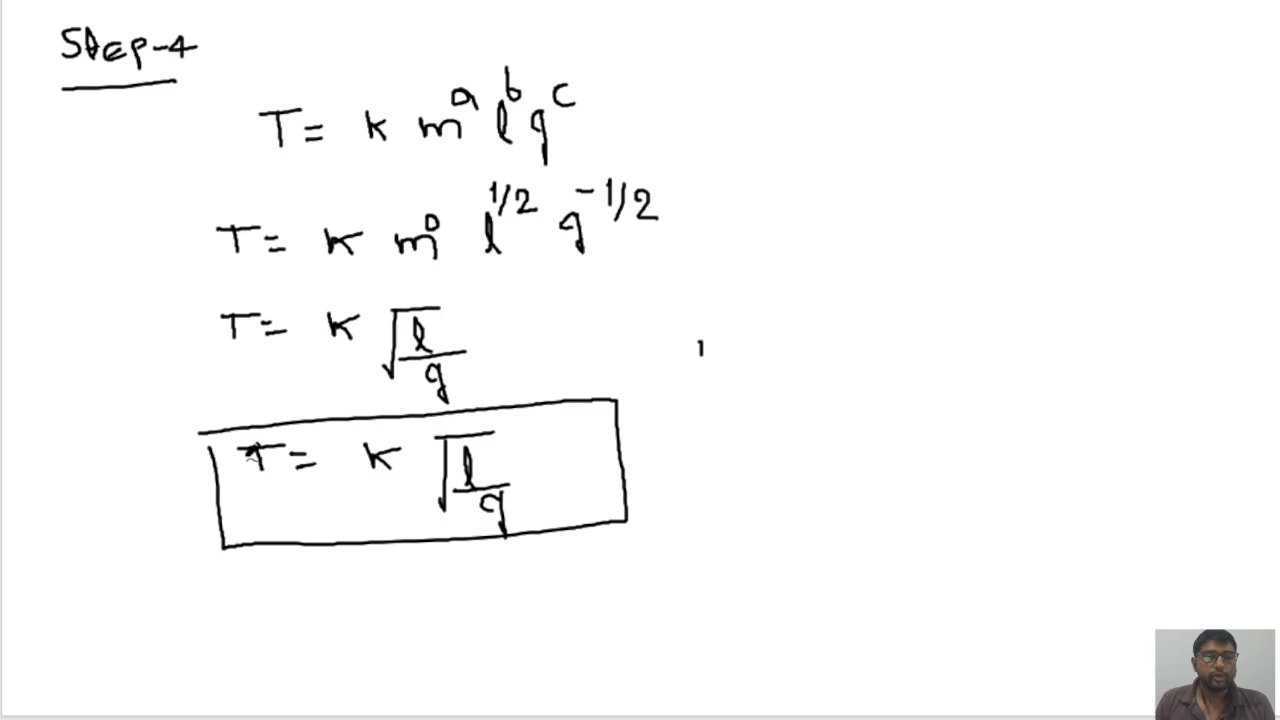 Step-4
T = k m^a l^b g^c
T = k m^0 l^1/2 g^-1/2
T = k √(l/g)
T = k √(l/g)